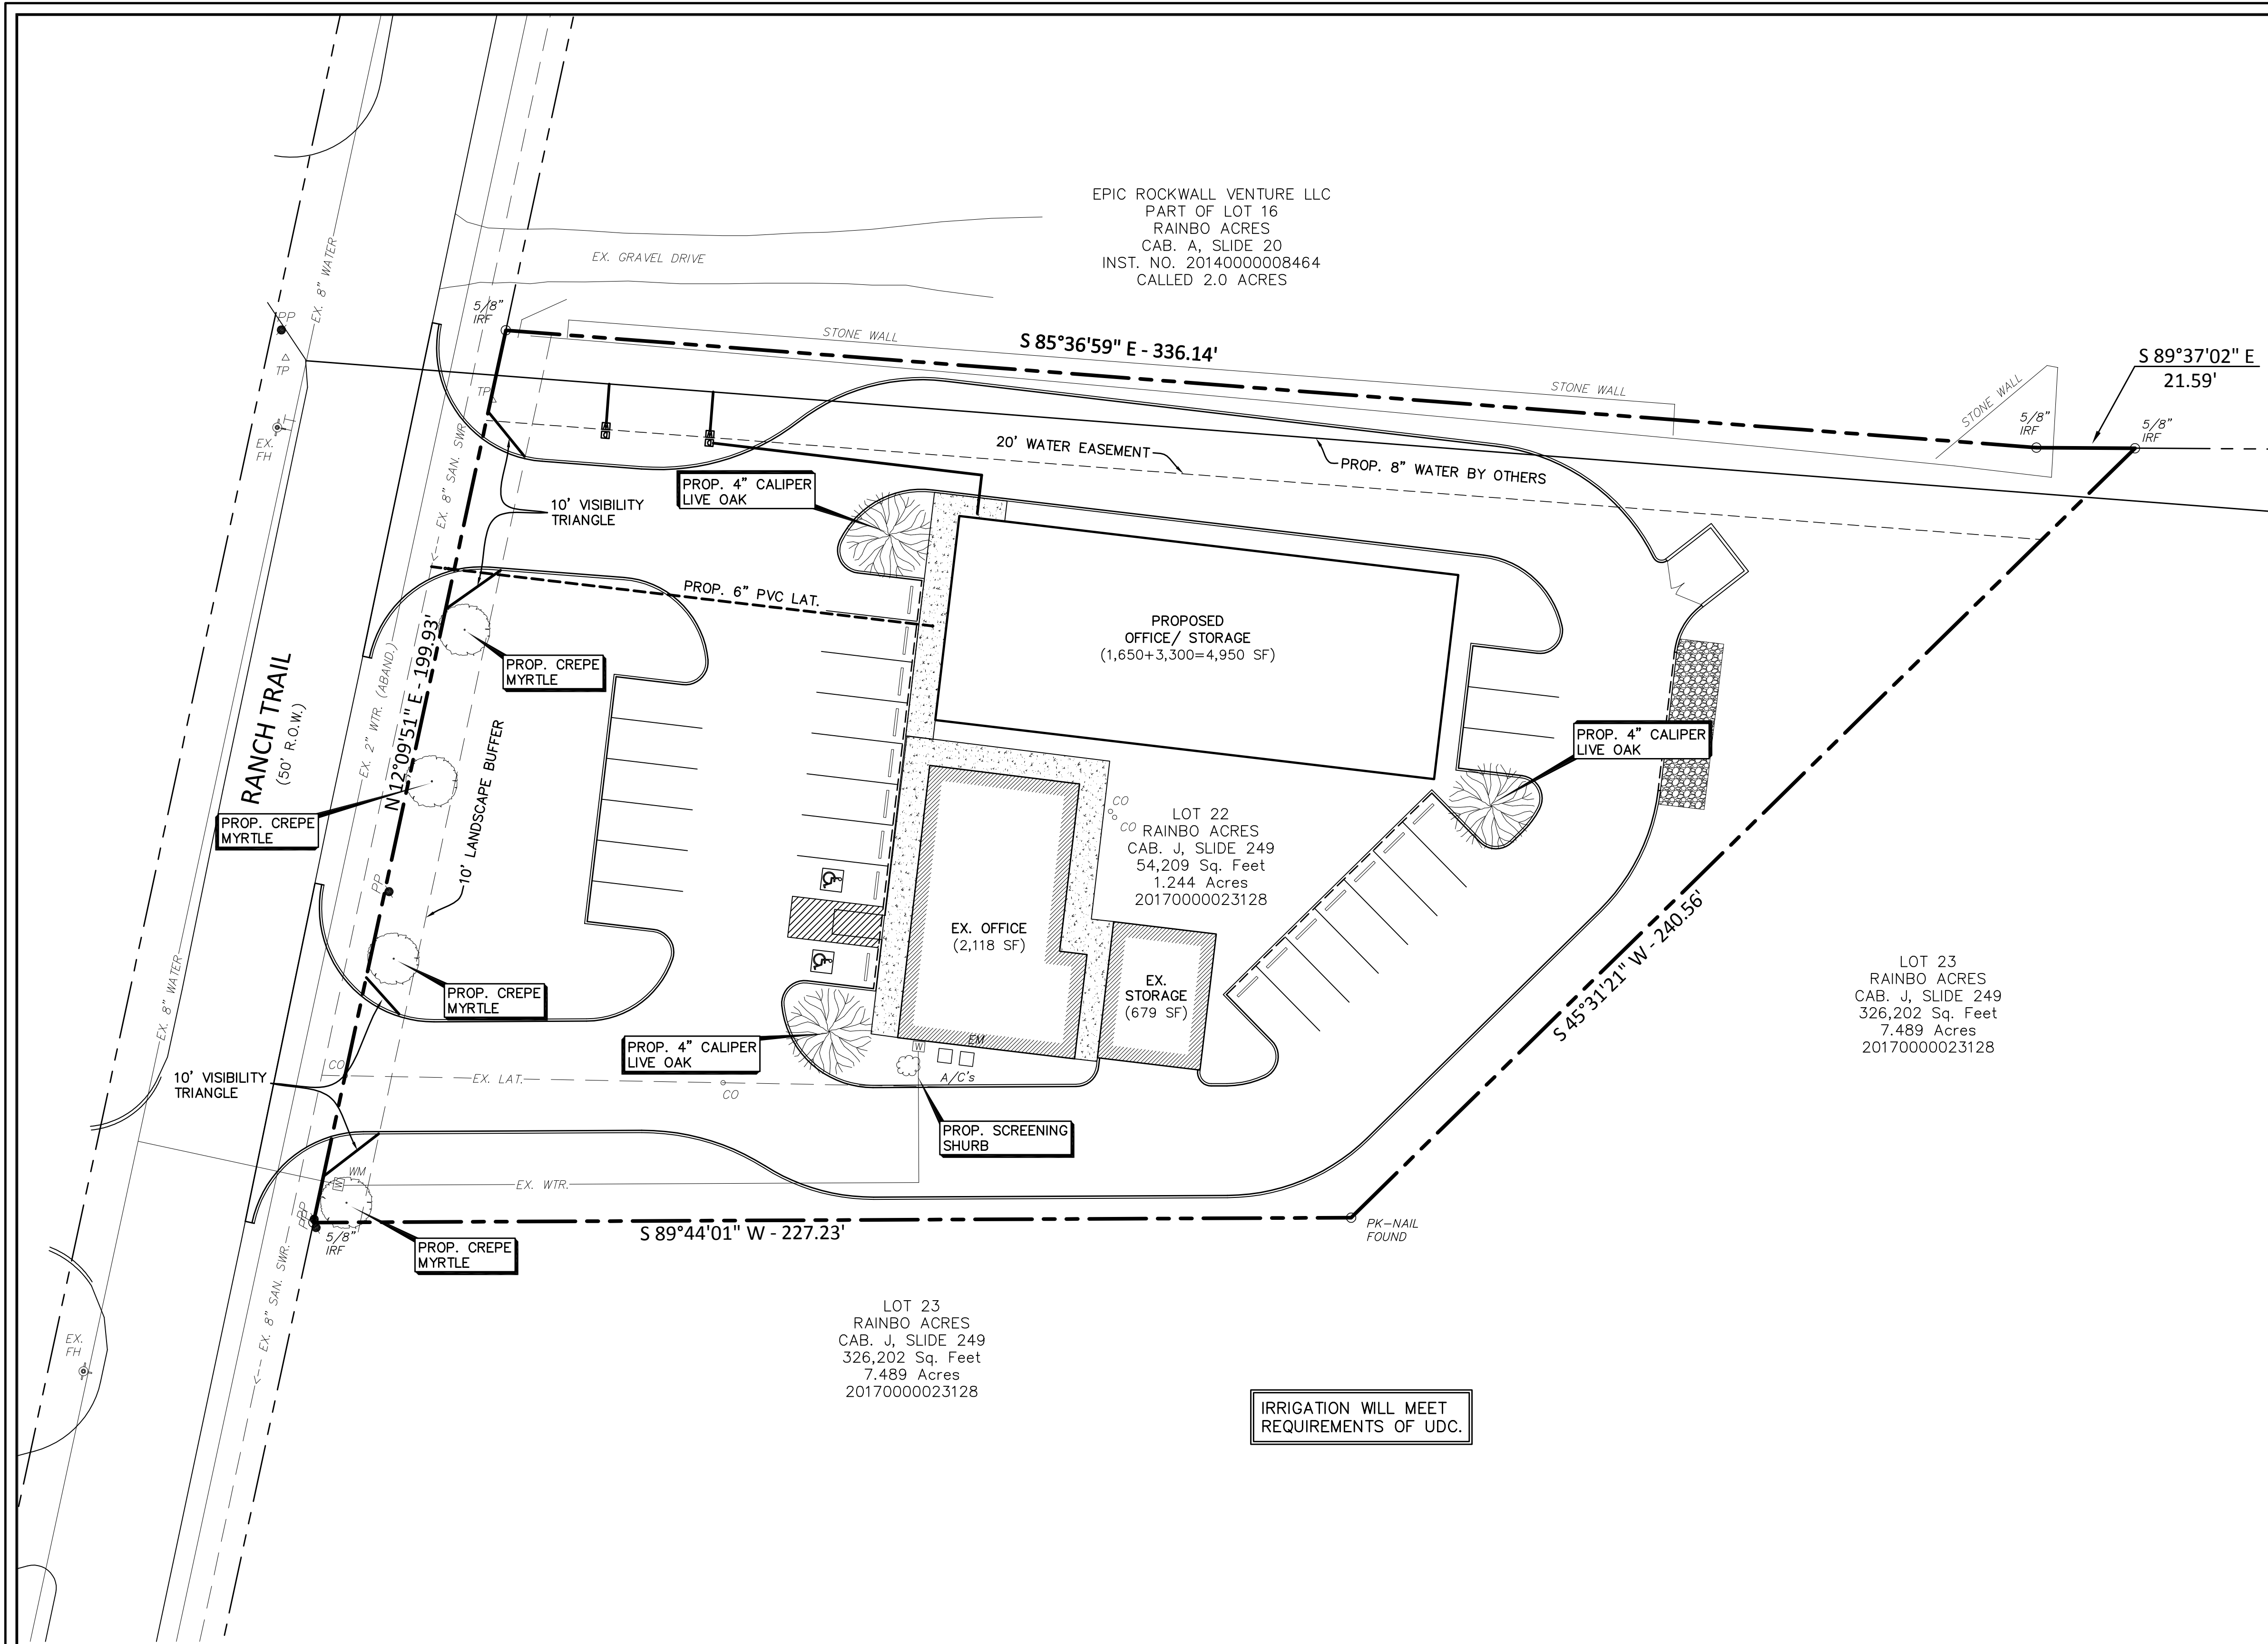 EPIC ROCKWALL VENTURE LLC
PART OF LOT 16
RAINBO ACRES
CAB. A, SLIDE 20
INST. NO. 20140000008464
CALLED 2.0 ACRES
EX. GRAVEL DRIVE
EX. 8" WATER
5/8"
IRF
STONE WALL
S 85°36'59" E - 336.14'
STONE WALL
STONE WALL
S 89°37'02" E
21.59'
5/8"
IRF
5/8"
IRF
PP
TP
EX.
FH
TP
EX. 8" SAN. SWR.
20' WATER EASEMENT
PROP. 8" WATER BY OTHERS
PROP. 4" CALIPER
LIVE OAK
10' VISIBILITY
TRIANGLE
PROP. 6" PVC LAT.
PROPOSED
OFFICE/ STORAGE
(1,650+3,300=4,950 SF)
PROP. CREPE
MYRTLE
RANCH TRAIL
(50' R.O.W.)
EX. 2" WTR. (ABAND.)
N 12°09'51" E - 199.93'
10' LANDSCAPE BUFFER
PROP. CREPE
MYRTLE
PROP. 4" CALIPER
LIVE OAK
CO
CO
LOT 22
RAINBO ACRES
CAB. J, SLIDE 249
54,209 Sq. Feet
1.244 Acres
20170000023128
PP
EX. OFFICE
(2,118 SF)
EX.
STORAGE
(679 SF)
S 45°31'21" W - 240.56'
LOT 23
RAINBO ACRES
CAB. J, SLIDE 249
326,202 Sq. Feet
7.489 Acres
20170000023128
EX. 8" WATER
PROP. CREPE
MYRTLE
PROP. 4" CALIPER
LIVE OAK
W
EM
A/C's
CO
EX. LAT.
CO
10' VISIBILITY
TRIANGLE
PROP. SCREENING
SHURB
WM
W
EX. WTR.
PP
5/8"
IRF
S 89°44'01" W - 227.23'
PK-NAIL
FOUND
PROP. CREPE
MYRTLE
EX. 8" SAN. SWR.
EX.
FH
LOT 23
RAINBO ACRES
CAB. J, SLIDE 249
326,202 Sq. Feet
7.489 Acres
20170000023128
IRRIGATION WILL MEET
REQUIREMENTS OF UDC.